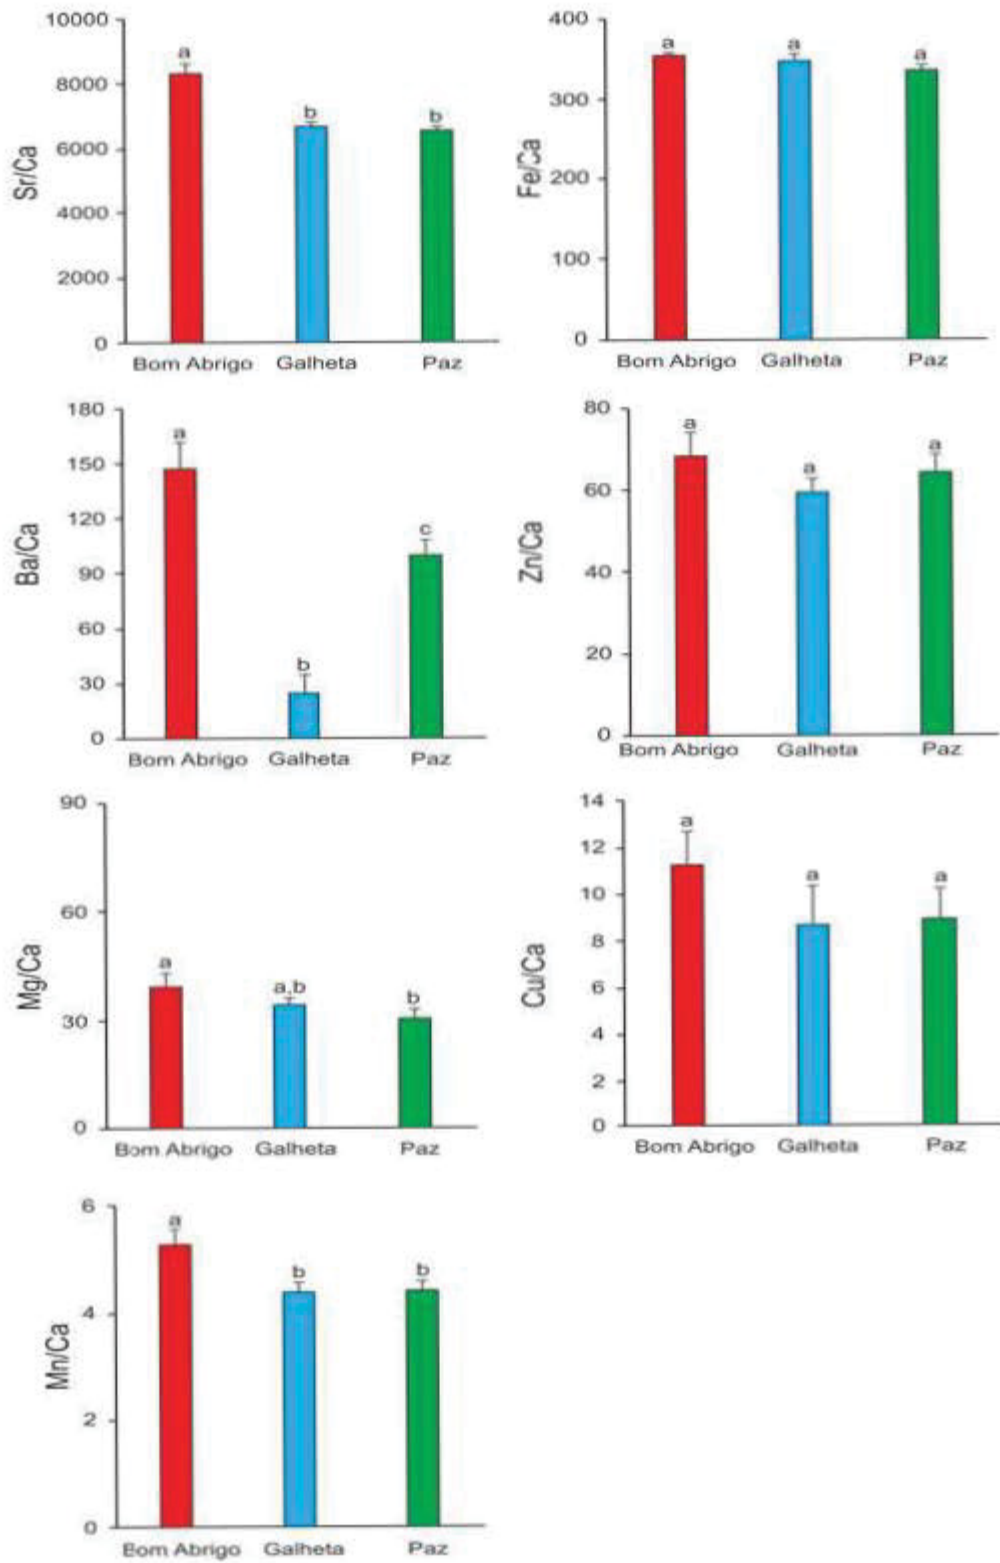 Sr/Ca
10000
8000
6000
4000
2000
0
a
b
b
Bom Abrigo Galheta Paz
Fe/Ca
400
300
200
100
0
a
a
a
Bom Abrigo Galheta Paz
Ba/Ca
180
150
120
90
60
30
0
a
b
c
Bom Abrigo Galheta Paz
Zn/Ca
80
60
40
20
0
a
a
a
Bom Abrigo Galheta Paz
Mg/Ca
90
60
30
0
a
a,b
b
Bom Abrigo Galheta Paz
Cu/Ca
14
12
10
8
6
4
2
0
a
a
a
Bom Abrigo Galheta Paz
Mn/Ca
6
4
2
0
a
b
b
Bom Abrigo Galheta Paz